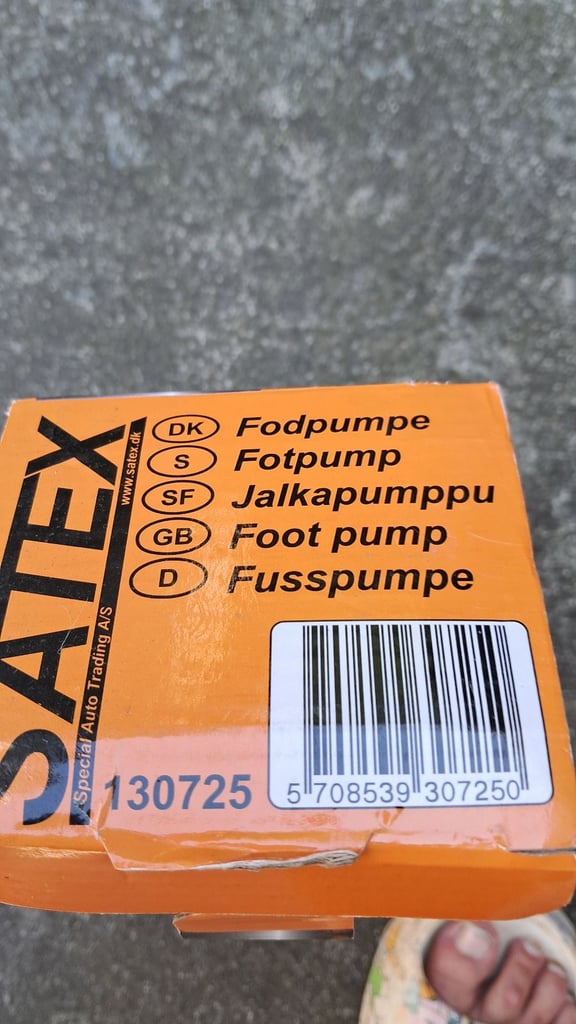 SATEX
www.satex.dk
Special Auto Trading A/S
DK Fodpumpe
S Fotpump
SF Jalkapumppu
GB Foot pump
D Fusspumpe
130725
5 708539 307250